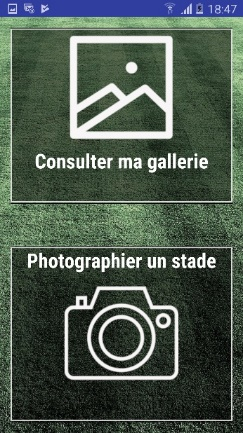 18:47
Consulter ma gallerie
Photographier un stade